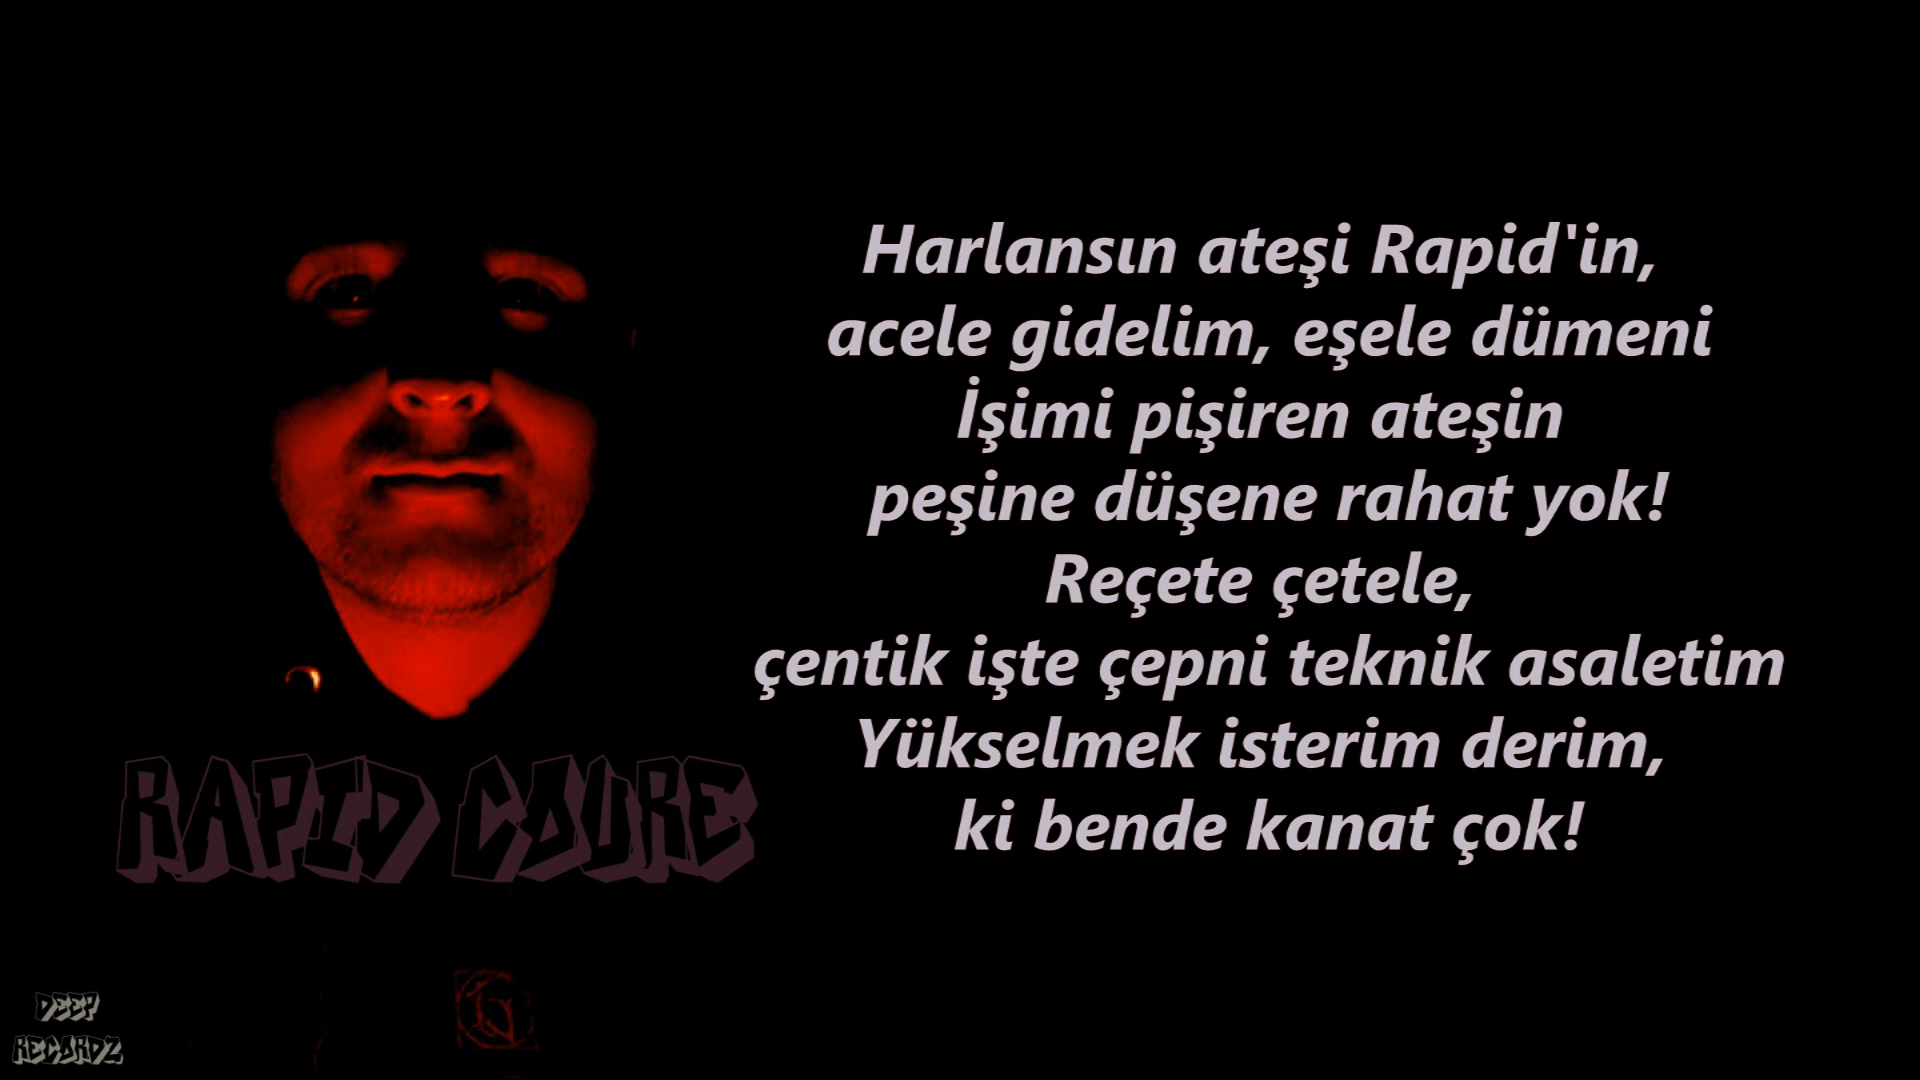 Harlansın ateşi Rapid'in,
acele gidelim, eşele dümeni
İşimi pişiren ateşin
peşine düşene rahat yok!
Reçete çetele,
çentik işte çepni teknik asaletim
Yükselmek isterim derim,
ki bende kanat çok!
RAPID COURE
DEEP
RECORDZ